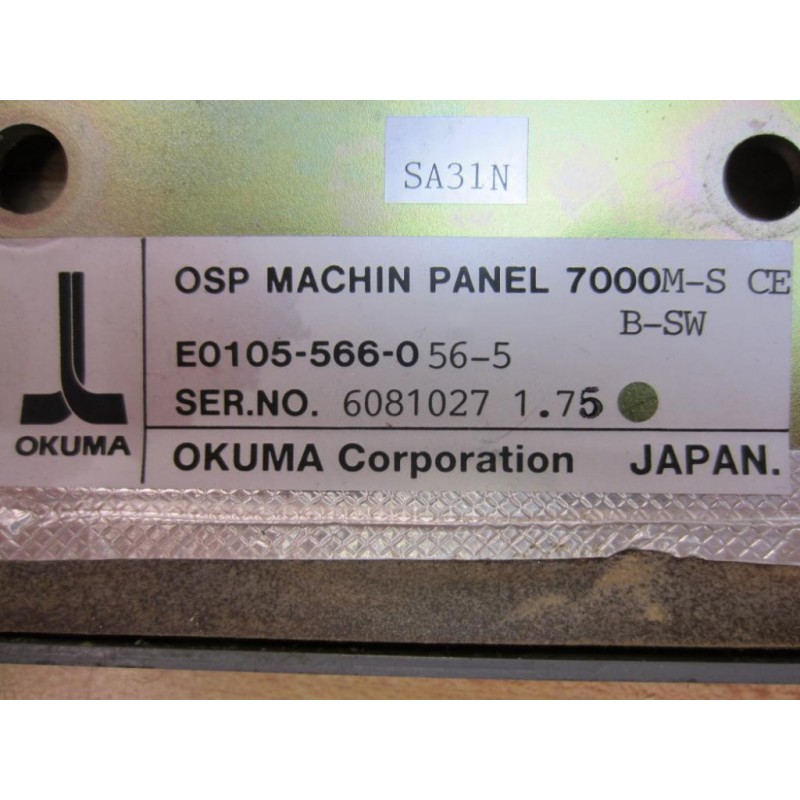 SA31N
OSP MACHIN PANEL 7000M-S CE
B-SW
E0105-566-056-5
SER.NO. 6081027 1.75
OKUMA
OKUMA Corporation JAPAN.